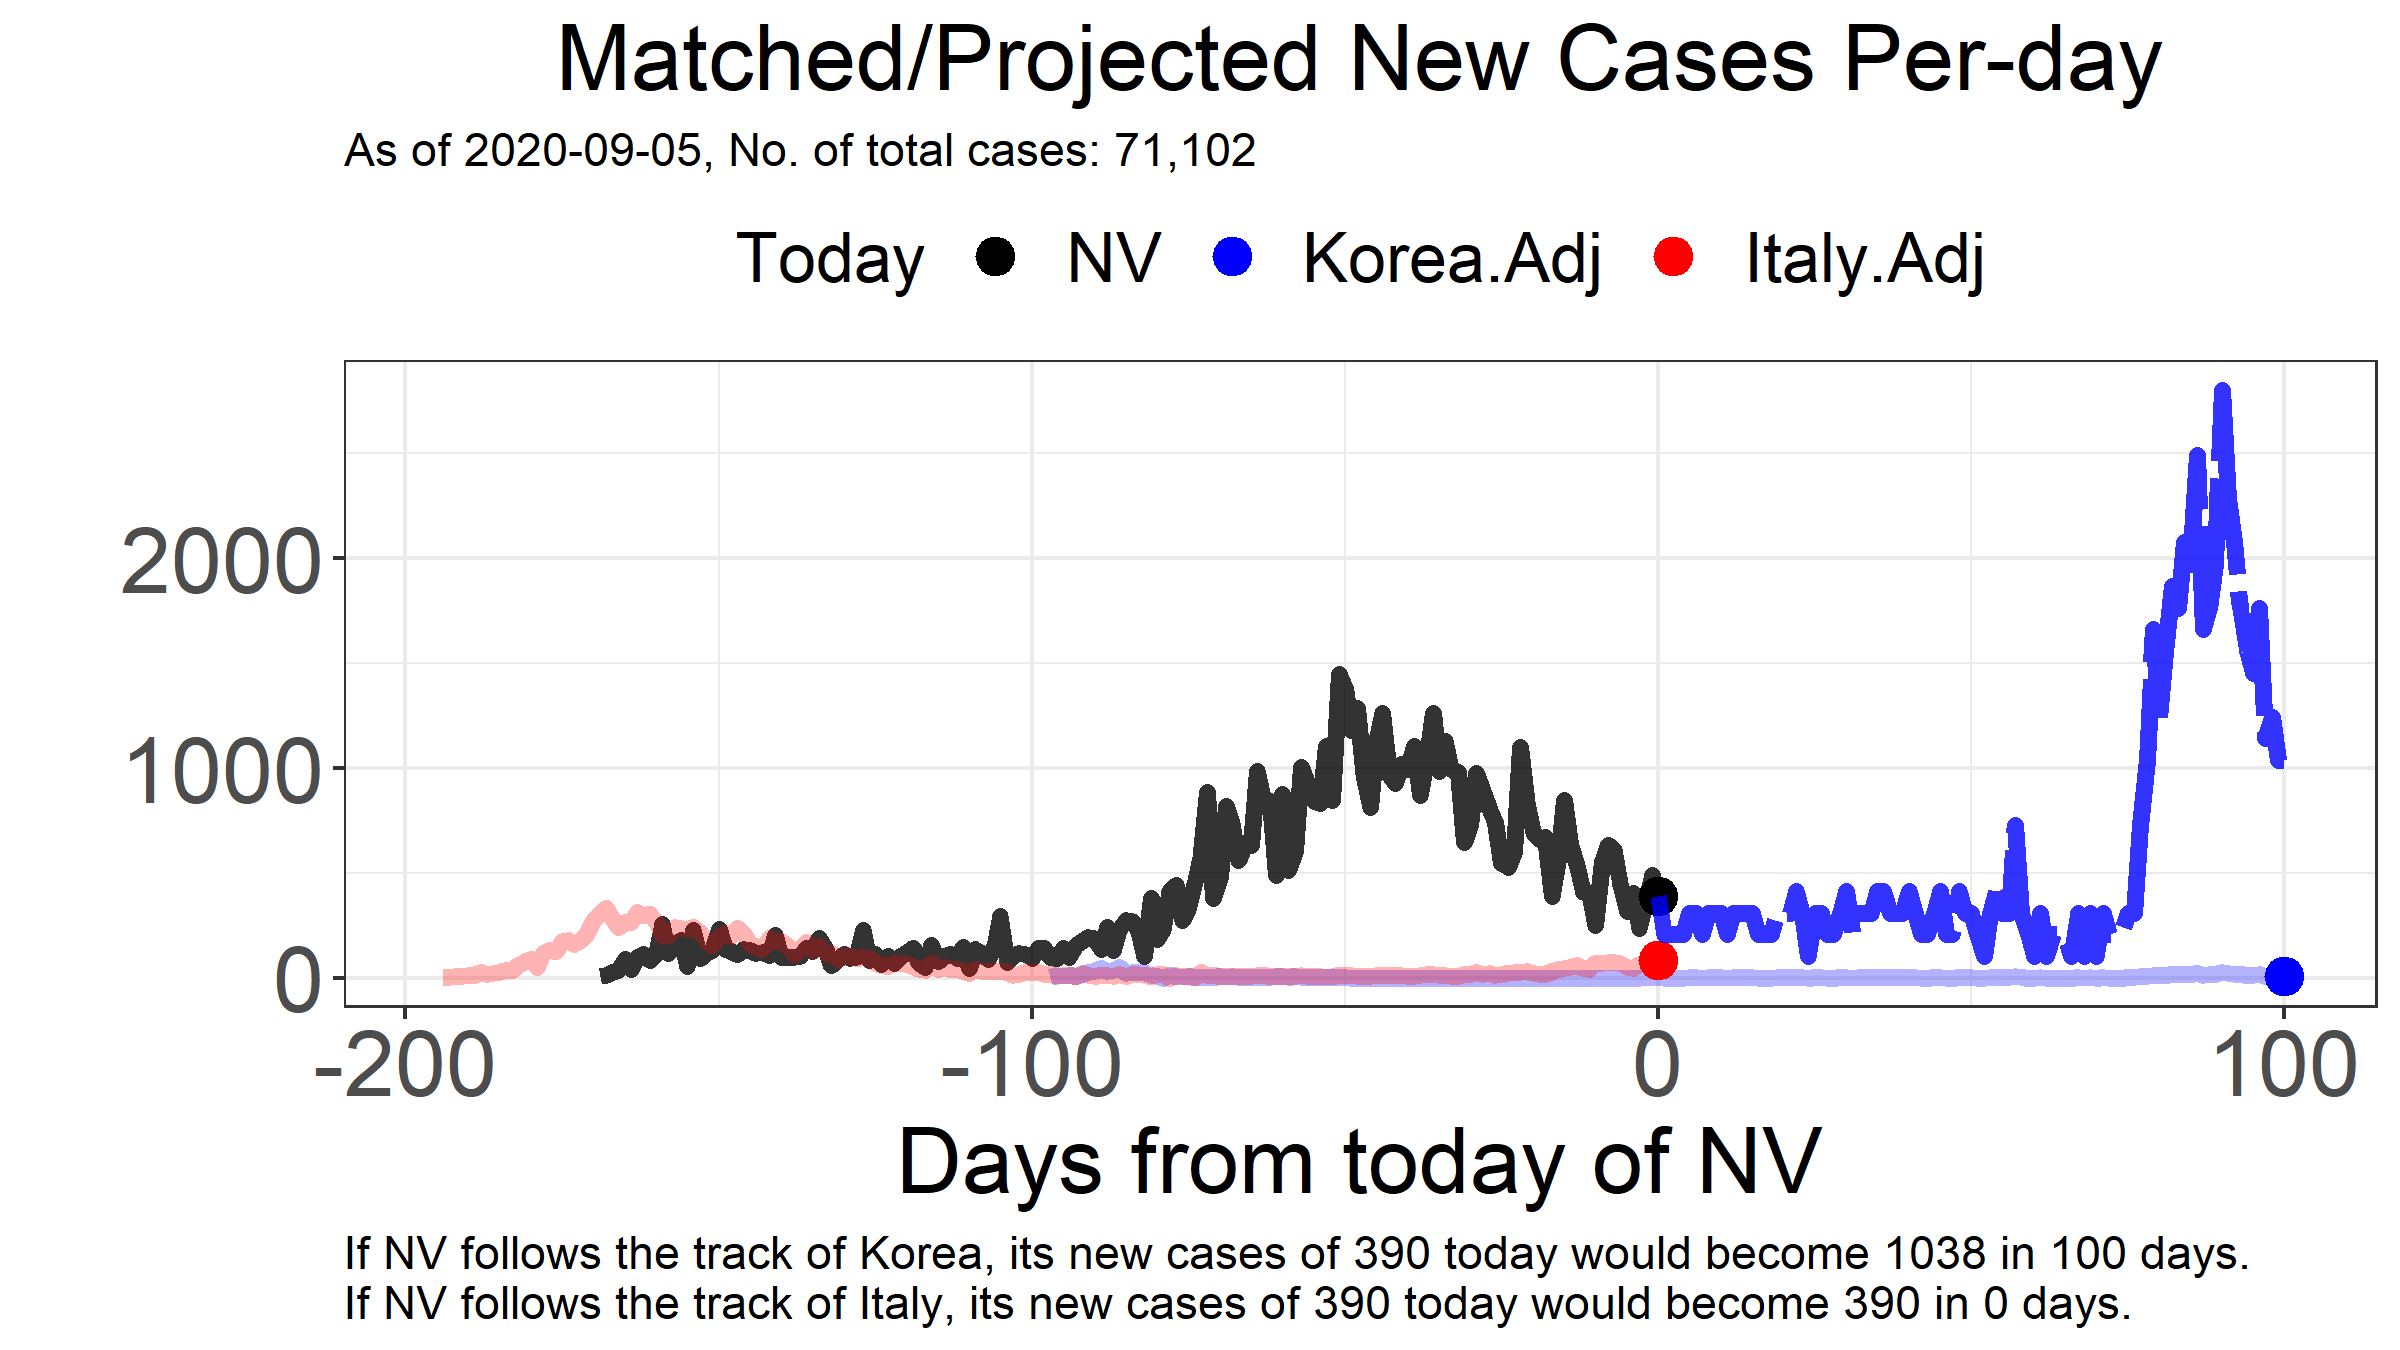 Matched/Projected New Cases Per-day
As of 2020-09-05, No. of total cases: 71,102
Today NV Korea.Adj Italy.Adj
2000
1000
0
-200 -100 0 100
Days from today of NV
If NV follows the track of Korea, its new cases of 390 today would become 1038 in 100 days.
If NV follows the track of Italy, its new cases of 390 today would become 390 in 0 days.